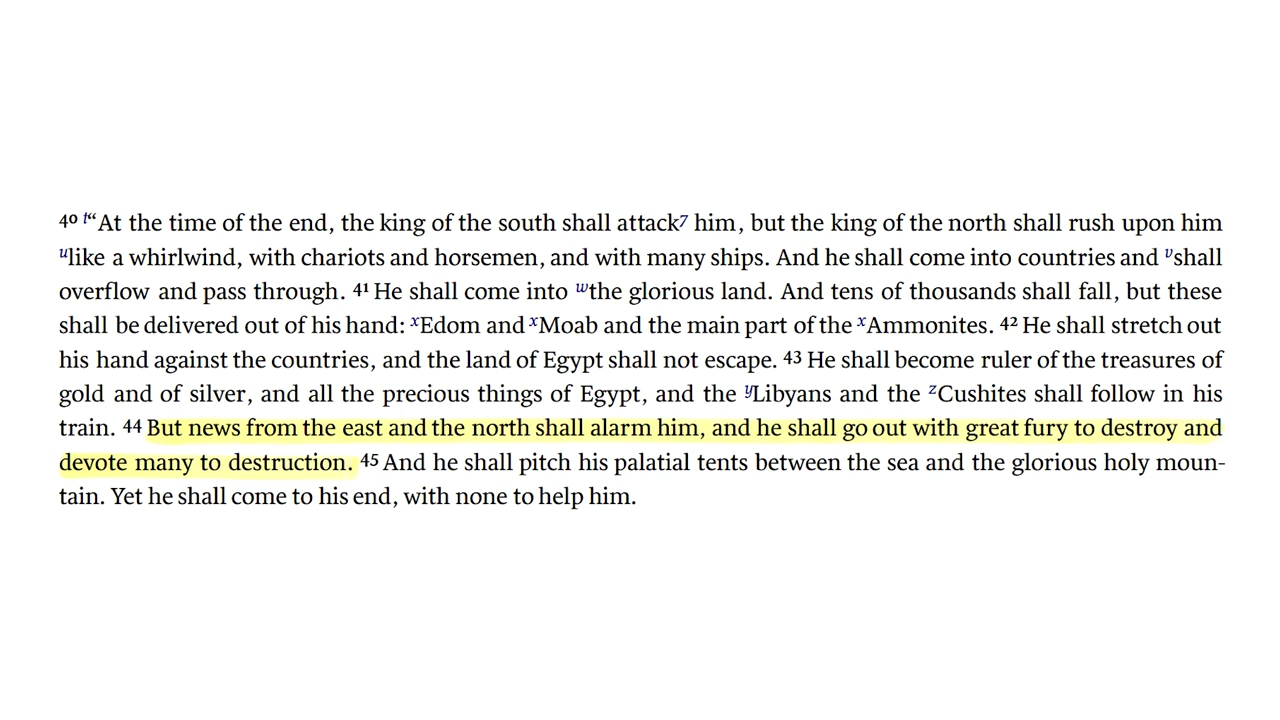 40 t“At the time of the end, the king of the south shall attack7 him, but the king of the north shall rush upon him
ulike a whirlwind, with chariots and horsemen, and with many ships. And he shall come into countries and vshall
overflow and pass through. 41 He shall come into wthe glorious land. And tens of thousands shall fall, but these
shall be delivered out of his hand: xEdom and xMoab and the main part of the xAmmonites. 42 He shall stretch out
his hand against the countries, and the land of Egypt shall not escape. 43 He shall become ruler of the treasures of
gold and of silver, and all the precious things of Egypt, and the yLibyans and the zCushites shall follow in his
train. 44 But news from the east and the north shall alarm him, and he shall go out with great fury to destroy and
devote many to destruction. 45 And he shall pitch his palatial tents between the sea and the glorious holy moun-
tain. Yet he shall come to his end, with none to help him.